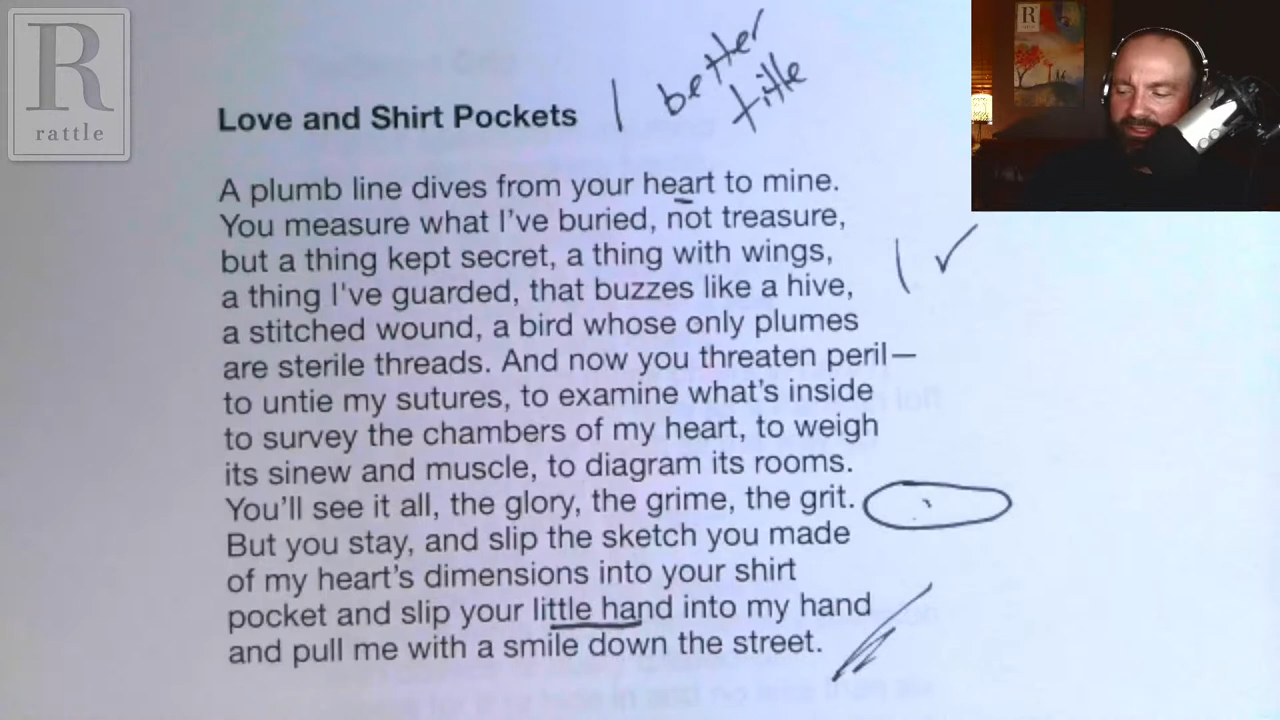 R
rattle
R
Love and Shirt Pockets
better
title
A plumb line dives from your heart to mine.
You measure what I've buried, not treasure,
but a thing kept secret, a thing with wings,
a thing I've guarded, that buzzes like a hive,
a stitched wound, a bird whose only plumes
are sterile threads. And now you threaten peril—
to untie my sutures, to examine what's inside
to survey the chambers of my heart, to weigh
its sinew and muscle, to diagram its rooms.
You'll see it all, the glory, the grime, the grit.
But you stay, and slip the sketch you made
of my heart's dimensions into your shirt
pocket and slip your little hand into my hand
and pull me with a smile down the street.